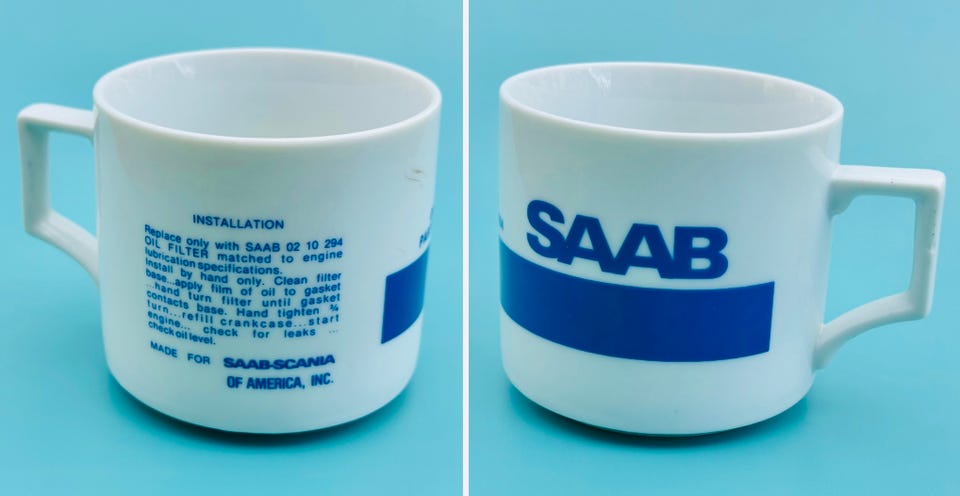 INSTALLATION
Replace only with SAAB 02 10 294
OIL FILTER matched to engine
lubrication specifications.
Install by hand only. Clean filter
base...apply film of oil to gasket
...hand turn filter until gasket
contacts base. Hand tighten ¾
turn...refill crankcase...start
engine... check for leaks ...
check oil level.
MADE FOR SAAB-SCANIA
OF AMERICA, INC.
SAAB